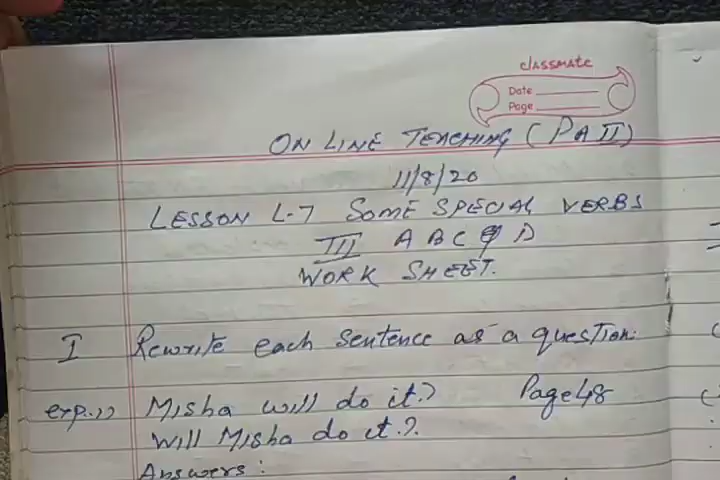 classmate
Date
Page
ON LINE TEACHING (PA II)
11/8/20
LESSON L-7 SOME SPECIAL VERBS
III A B C & D
WORK SHEET.
I Rewrite each sentence as a question.
exp. 1) Misha will do it.? Page 48
Will Misha do it.?
Answers: